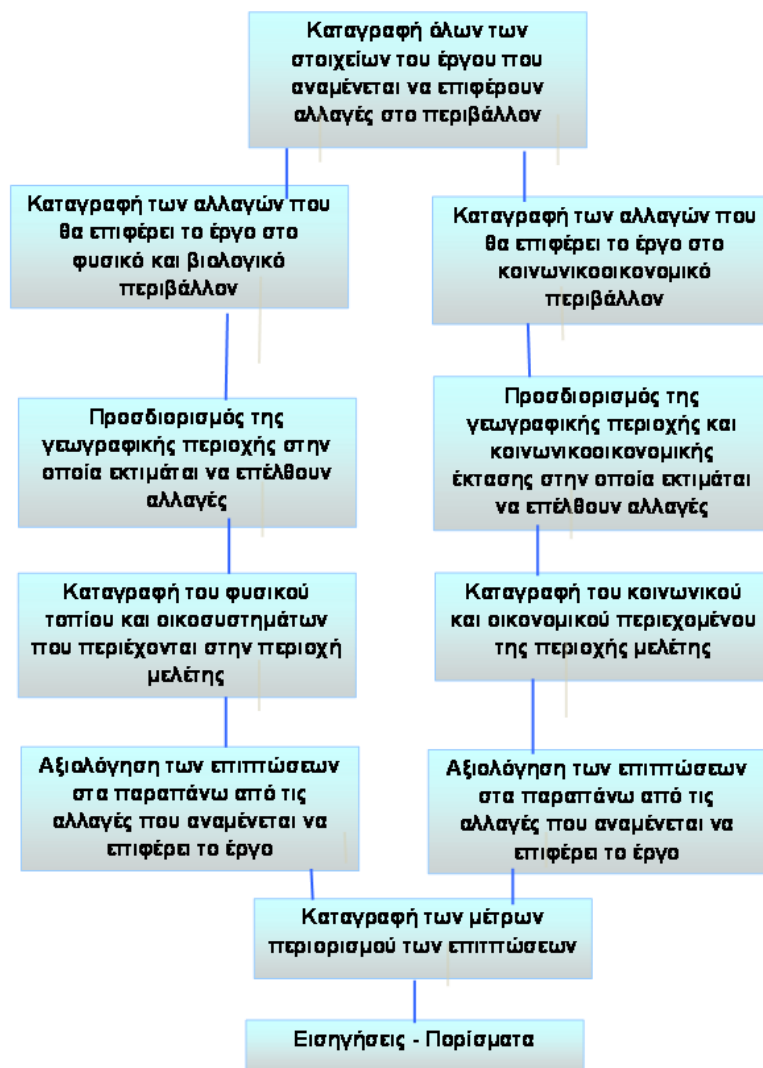 Καταγραφή όλων των
στοιχείων του έργου που
αναμένεται να επιφέρουν
αλλαγές στο περιβάλλον
Καταγραφή των αλλαγών που
θα επιφέρει το έργο στο
φυσικό και βιολογικό
περιβάλλον
Καταγραφή των αλλαγών που
θα επιφέρει το έργο στο
κοινωνικοοικονομικό
περιβάλλον
Προσδιορισμός της
γεωγραφικής περιοχής στην
οποία εκτιμάται να επέλθουν
αλλαγές
Προσδιορισμός της
γεωγραφικής περιοχής και
κοινωνικοοικονομικής
έκτασης στην οποία εκτιμάται
να επέλθουν αλλαγές
Καταγραφή του φυσικού
τοπίου και οικοσυστημάτων
που περιέχονται στην περιοχή
μελέτης
Καταγραφή του κοινωνικού
και οικονομικού περιεχομένου
της περιοχής μελέτης
Αξιολόγηση των επιπτώσεων
στα παραπάνω από τις
αλλαγές που αναμένεται να
επιφέρει το έργο
Αξιολόγηση των επιπτώσεων
στα παραπάνω από τις
αλλαγές που αναμένεται να
επιφέρει το έργο
Καταγραφή των μέτρων
περιορισμού των επιπτώσεων
Εισηγήσεις - Πορίσματα